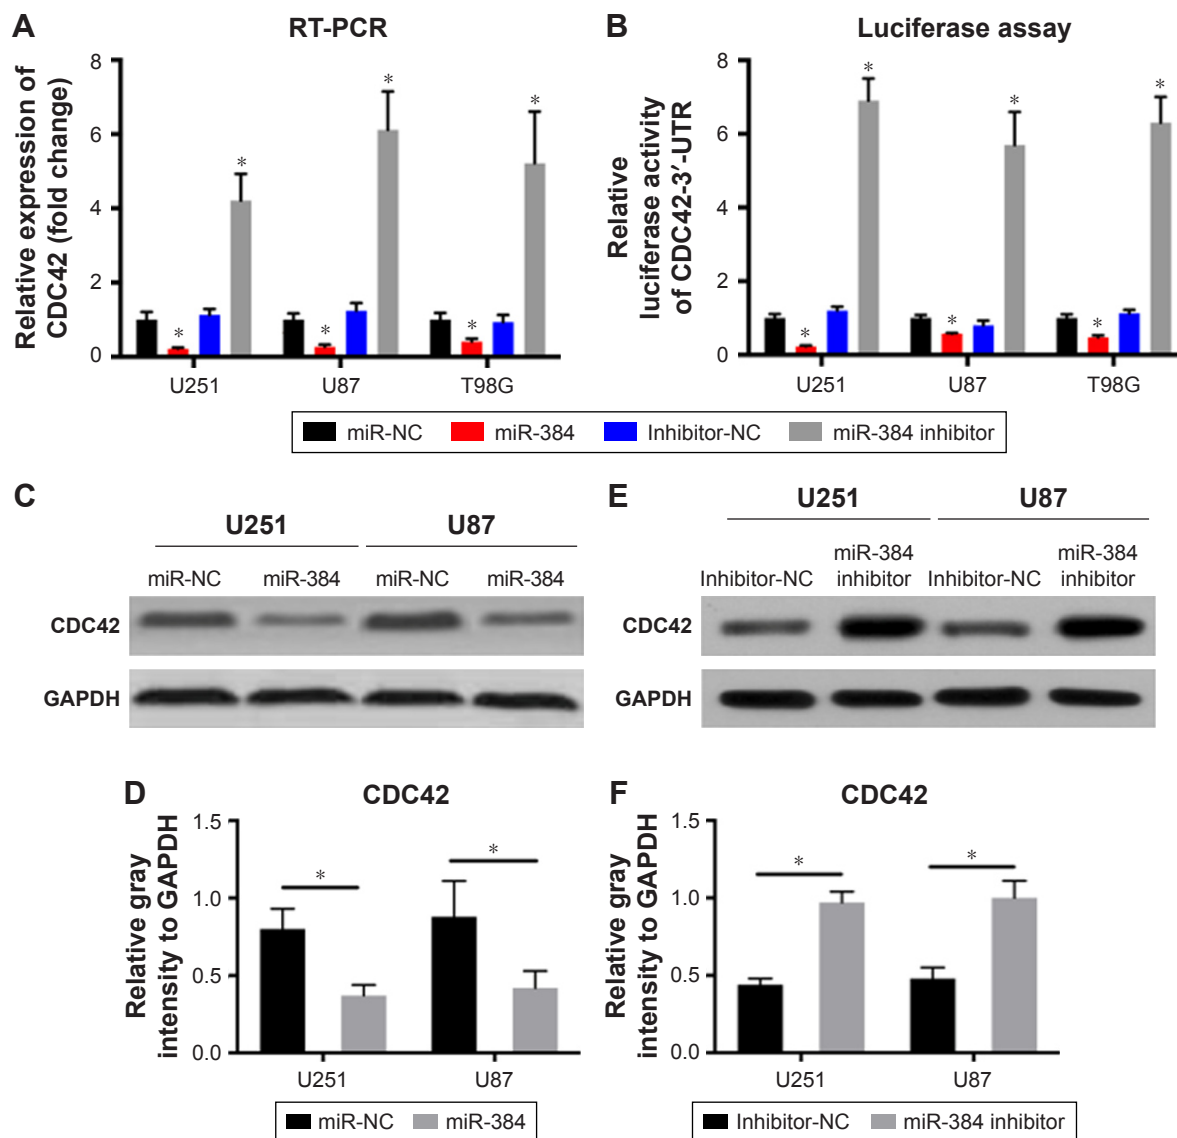 A
RT-PCR
Relative expression of
CDC42 (fold change)
8
6
4
2
0
*
*
*
*
*
*
U251
U87
T98G
B
Luciferase assay
Relative
luciferase activity
of CDC42-3′-UTR
8
6
4
2
0
*
*
*
*
*
*
U251
U87
T98G
miR-NC
miR-384
Inhibitor-NC
miR-384 inhibitor
C
U251
U87
miR-NC
miR-384
miR-NC
miR-384
CDC42
GAPDH
E
U251
U87
Inhibitor-NC
miR-384
inhibitor
Inhibitor-NC
miR-384
inhibitor
CDC42
GAPDH
D
CDC42
Relative gray
intensity to GAPDH
1.5
1.0
0.5
0.0
*
*
U251
U87
miR-NC
miR-384
F
CDC42
Relative gray
intensity to GAPDH
1.5
1.0
0.5
0.0
*
*
U251
U87
Inhibitor-NC
miR-384 inhibitor